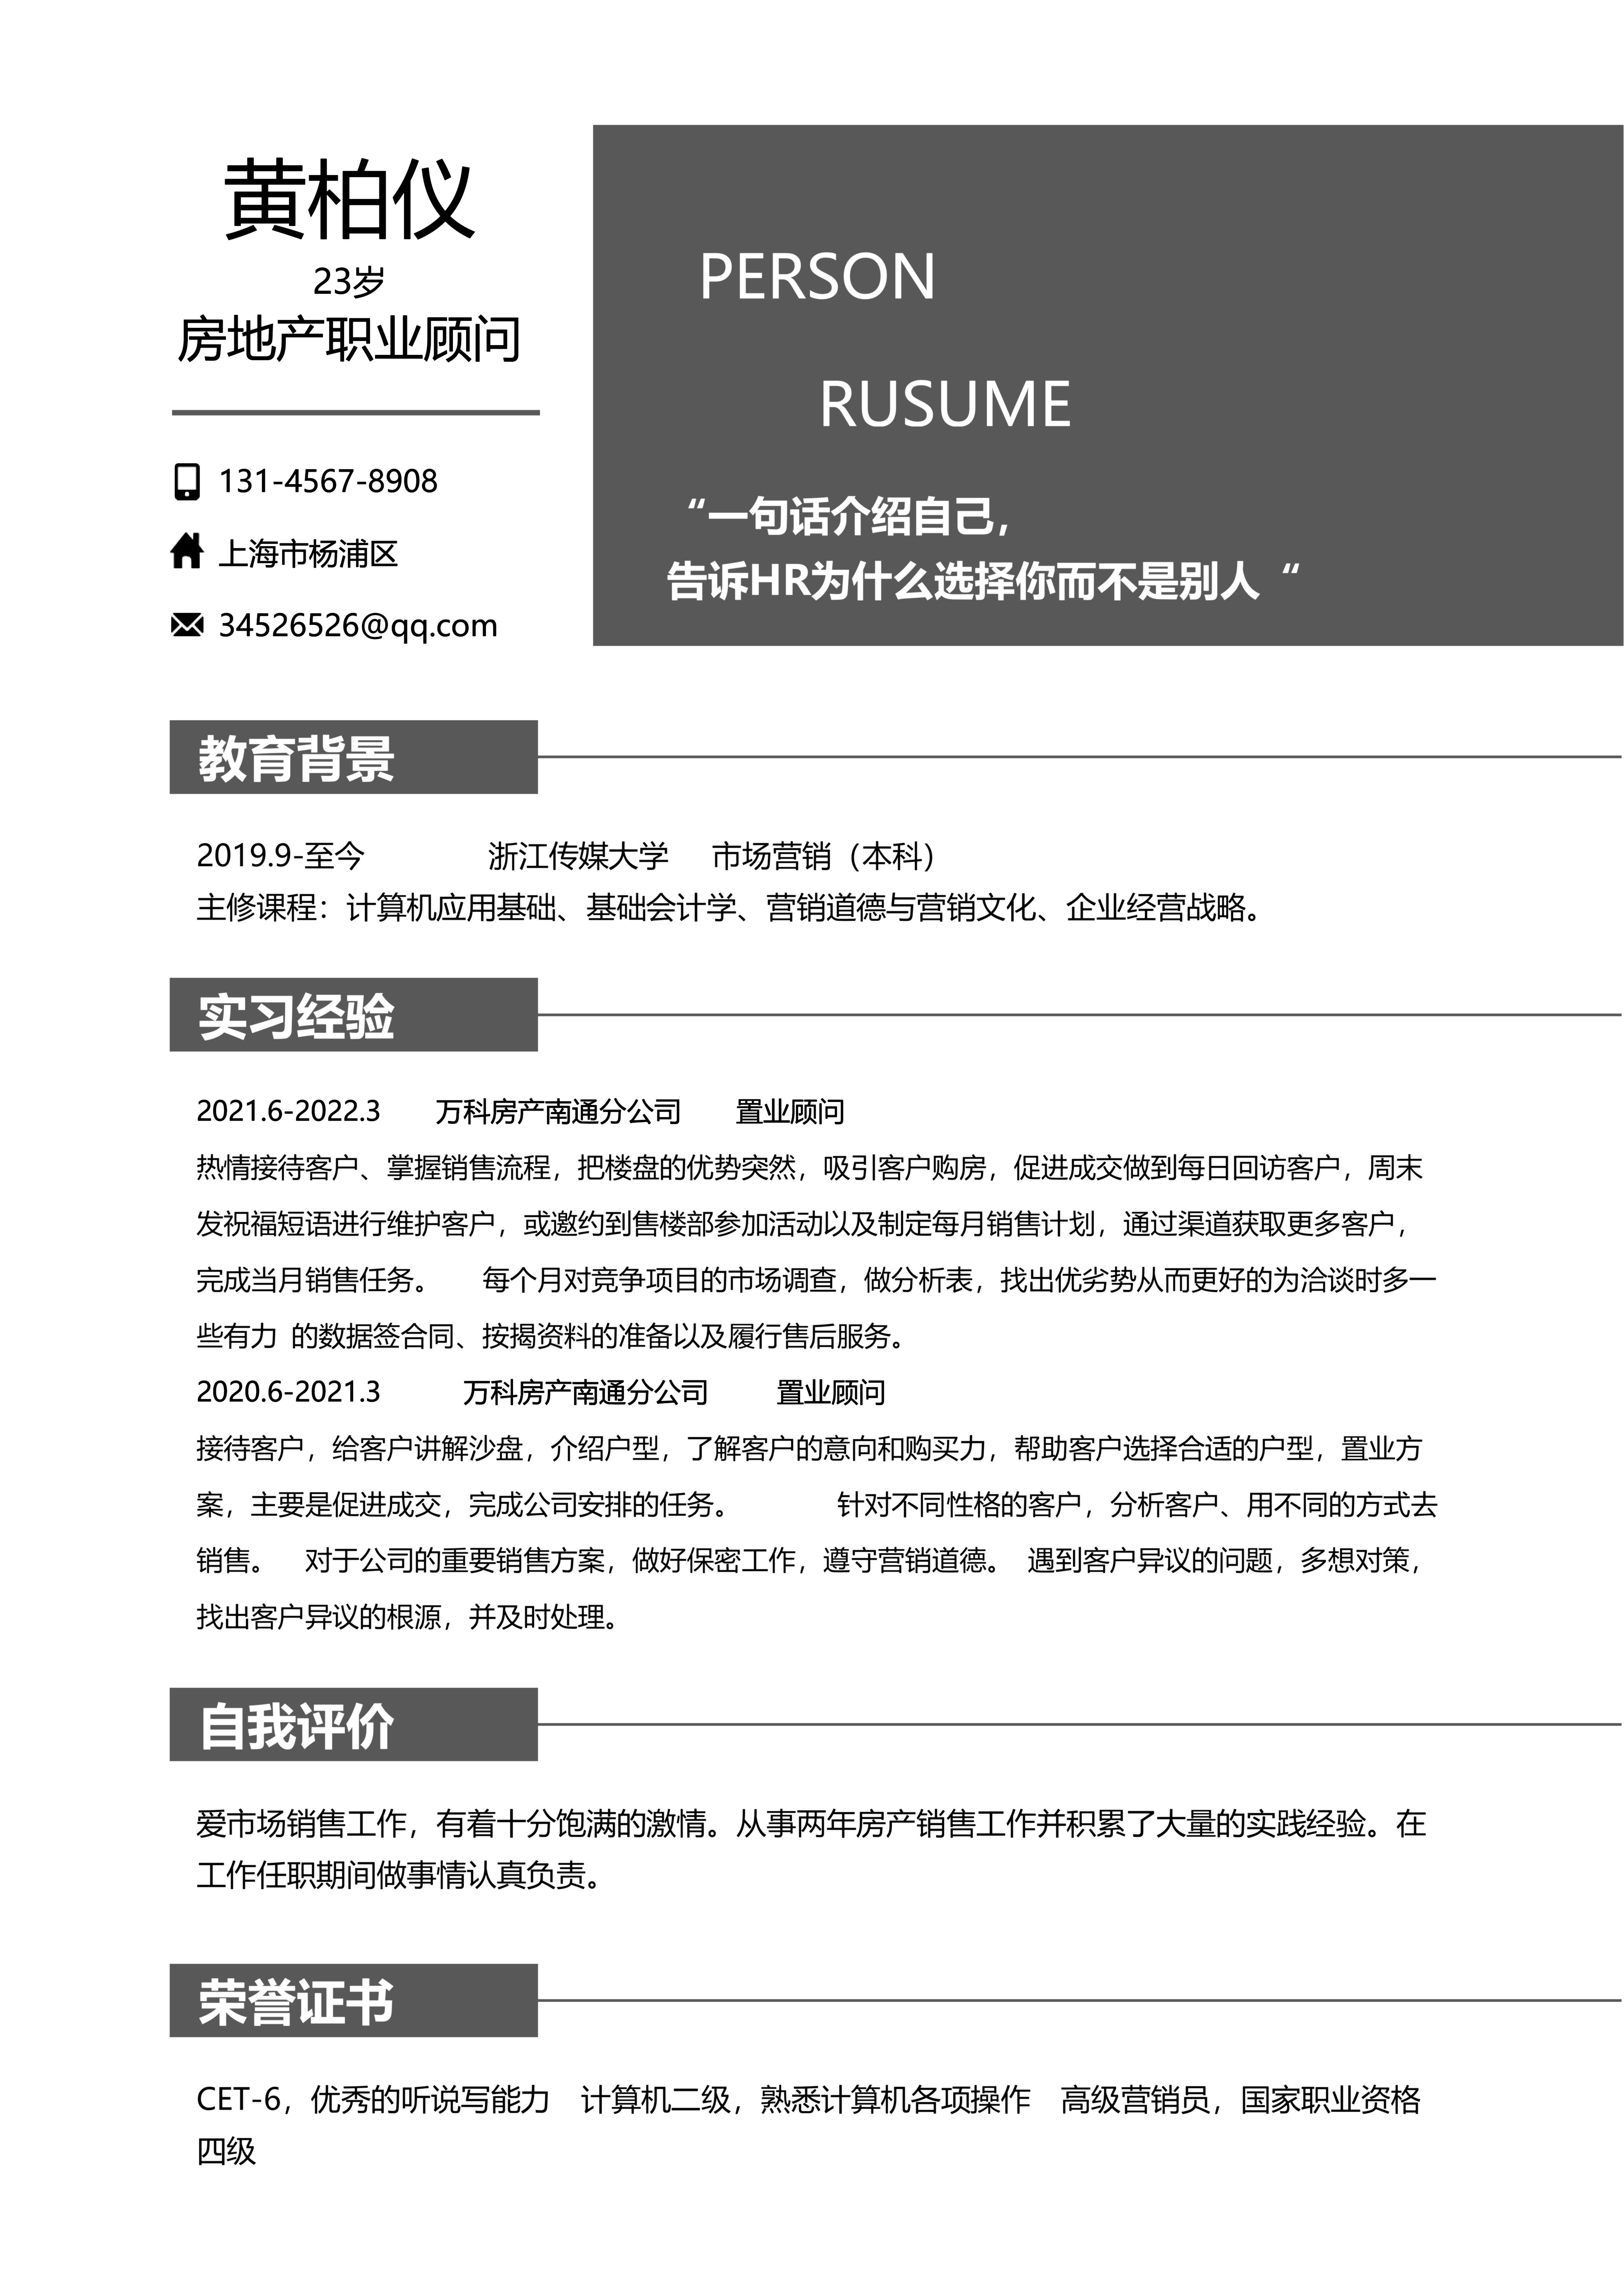 黄柏仪
23岁
房地产职业顾问
131-4567-8908
上海市杨浦区
34526526@qq.com
PERSON
RUSUME
“一句话介绍自己，
告诉HR为什么选择你而不是别人“
教育背景
2019.9-至今 浙江传媒大学 市场营销（本科）
主修课程：计算机应用基础、基础会计学、营销道德与营销文化、企业经营战略。
实习经验
2021.6-2022.3 万科房产南通分公司 置业顾问
热情接待客户、掌握销售流程，把楼盘的优势突然，吸引客户购房，促进成交做到每日回访客户，周末
发祝福短语进行维护客户，或邀约到售楼部参加活动以及制定每月销售计划，通过渠道获取更多客户，
完成当月销售任务。 每个月对竞争项目的市场调查，做分析表，找出优劣势从而更好的为洽谈时多一
些有力 的数据签合同、按揭资料的准备以及履行售后服务。
2020.6-2021.3 万科房产南通分公司 置业顾问
接待客户，给客户讲解沙盘，介绍户型，了解客户的意向和购买力，帮助客户选择合适的户型，置业方
案，主要是促进成交，完成公司安排的任务。 针对不同性格的客户，分析客户、用不同的方式去
销售。 对于公司的重要销售方案，做好保密工作，遵守营销道德。 遇到客户异议的问题，多想对策，
找出客户异议的根源，并及时处理。
自我评价
爱市场销售工作，有着十分饱满的激情。从事两年房产销售工作并积累了大量的实践经验。在
工作任职期间做事情认真负责。
荣誉证书
CET-6，优秀的听说写能力 计算机二级，熟悉计算机各项操作 高级营销员，国家职业资格
四级